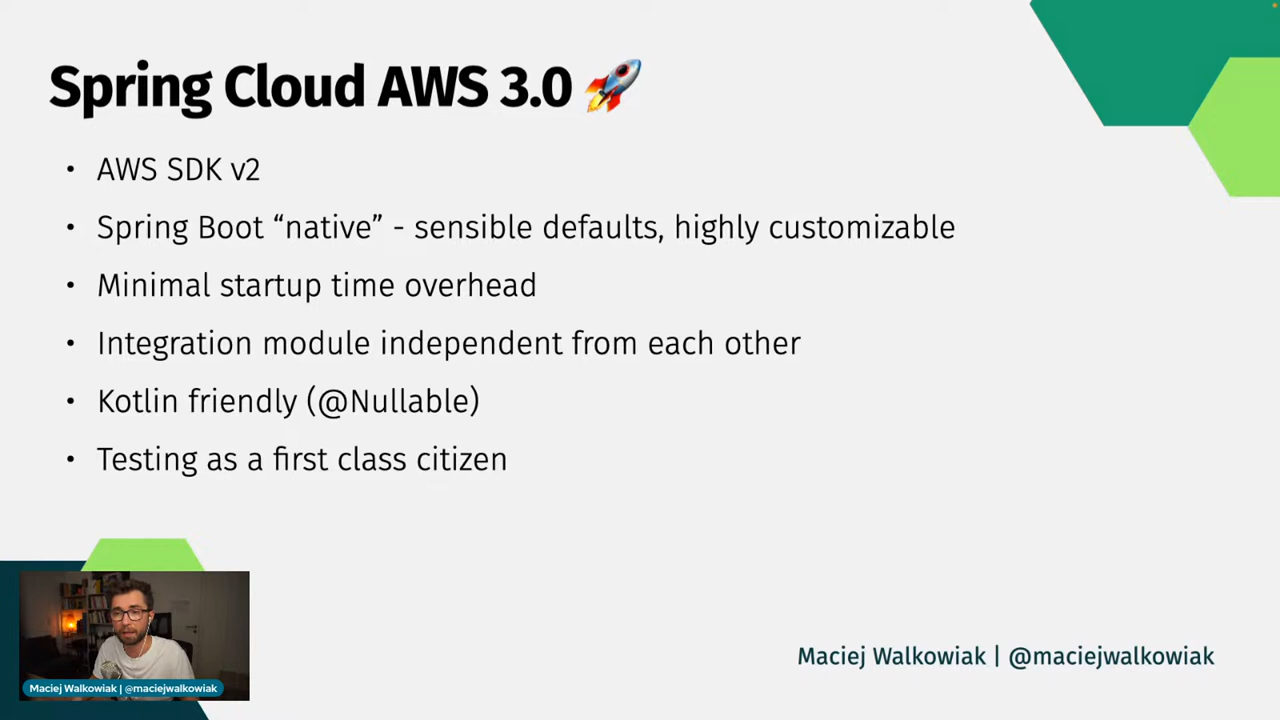 Spring Cloud AWS 3.0 🚀
• AWS SDK v2
• Spring Boot “native” - sensible defaults, highly customizable
• Minimal startup time overhead
• Integration module independent from each other
• Kotlin friendly (@Nullable)
• Testing as a first class citizen
Maciej Walkowiak | @maciejwalkowiak
Maciej Walkowiak | @maciejwalkowiak